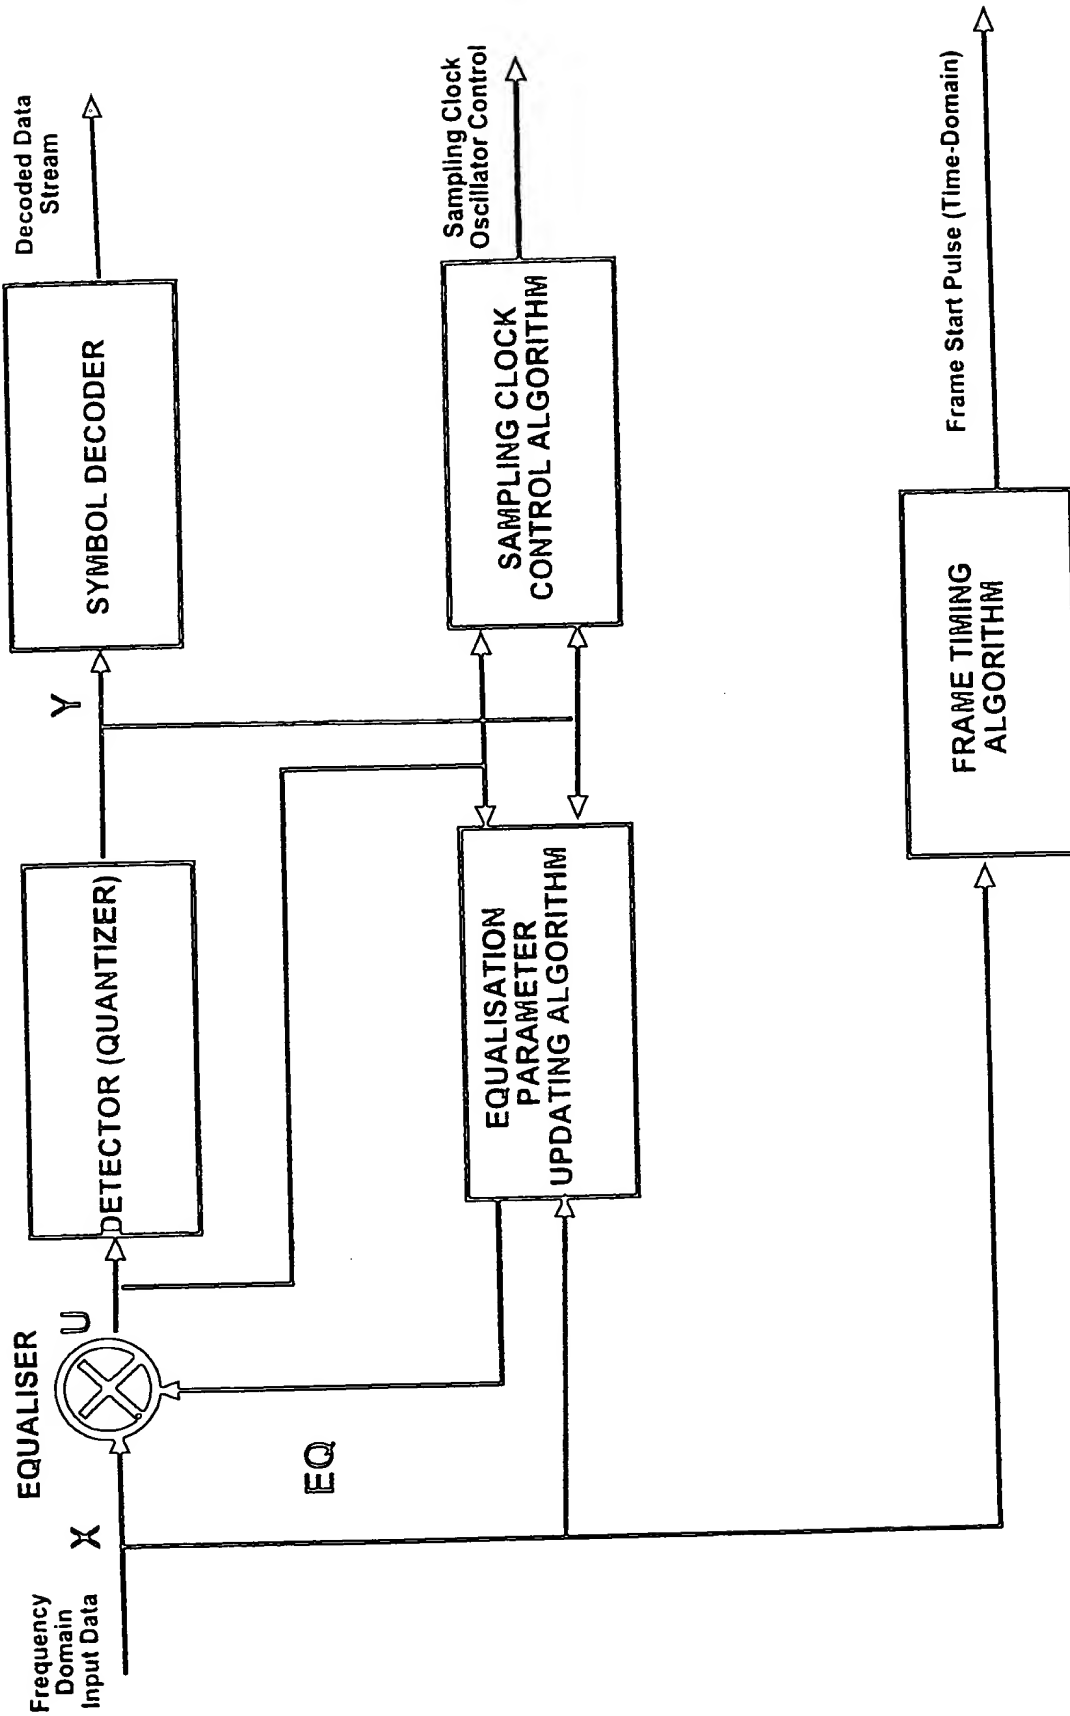 Frequency
Domain
Input Data
X
EQUALISER
U
EQ
DETECTOR (QUANTIZER)
Y
SYMBOL DECODER
Decoded Data
Stream
EQUALISATION
PARAMETER
UPDATING ALGORITHM
SAMPLING CLOCK
CONTROL ALGORITHM
Sampling Clock
Oscillator Control
FRAME TIMING
ALGORITHM
Frame Start Pulse (Time-Domain)